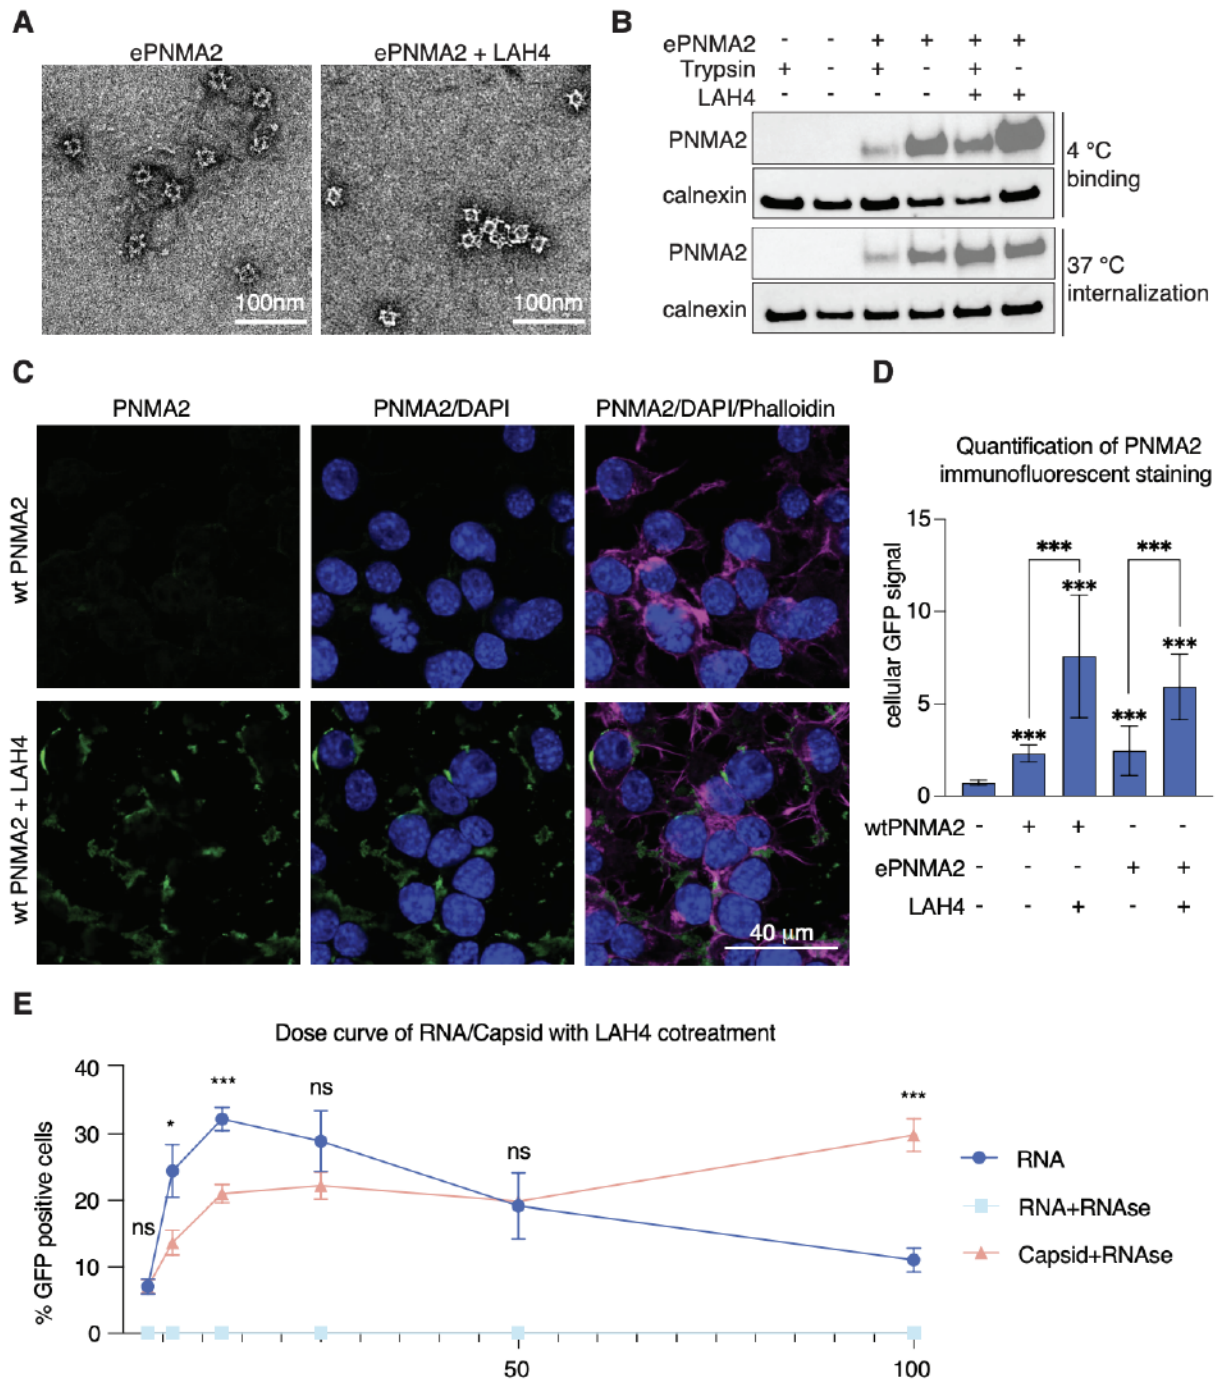 A
ePNMA2
ePNMA2 + LAH4
100nm
100nm
B
ePNMA2 - - + + + +
Trypsin + - + - + -
LAH4 - - - - + +
PNMA2
calnexin
4 °C
binding
PNMA2
calnexin
37 °C
internalization
C
PNMA2
PNMA2/DAPI
PNMA2/DAPI/Phalloidin
wt PNMA2
wt PNMA2 + LAH4
40 µm
D
Quantification of PNMA2
immunofluorescent staining
cellular GFP signal
15
10
5
0
***
***
***
***
***
***
wtPNMA2 - + + - -
ePNMA2 - - - + +
LAH4 - - + - +
E
Dose curve of RNA/Capsid with LAH4 cotreatment
% GFP positive cells
40
30
20
10
0
ns
*
***
ns
ns
***
50
100
RNA
RNA+RNAse
Capsid+RNAse